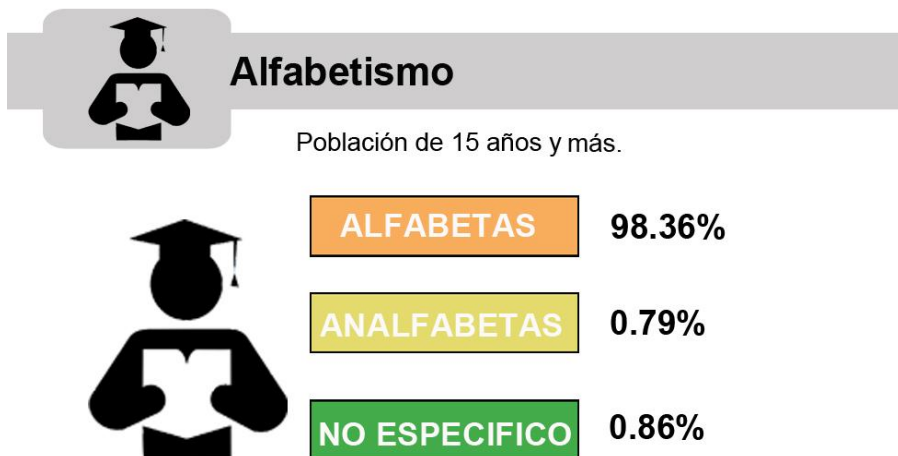 Alfabetismo
Población de 15 años y más.
ALFABETAS 98.36%
ANALFABETAS 0.79%
NO ESPECIFICO 0.86%